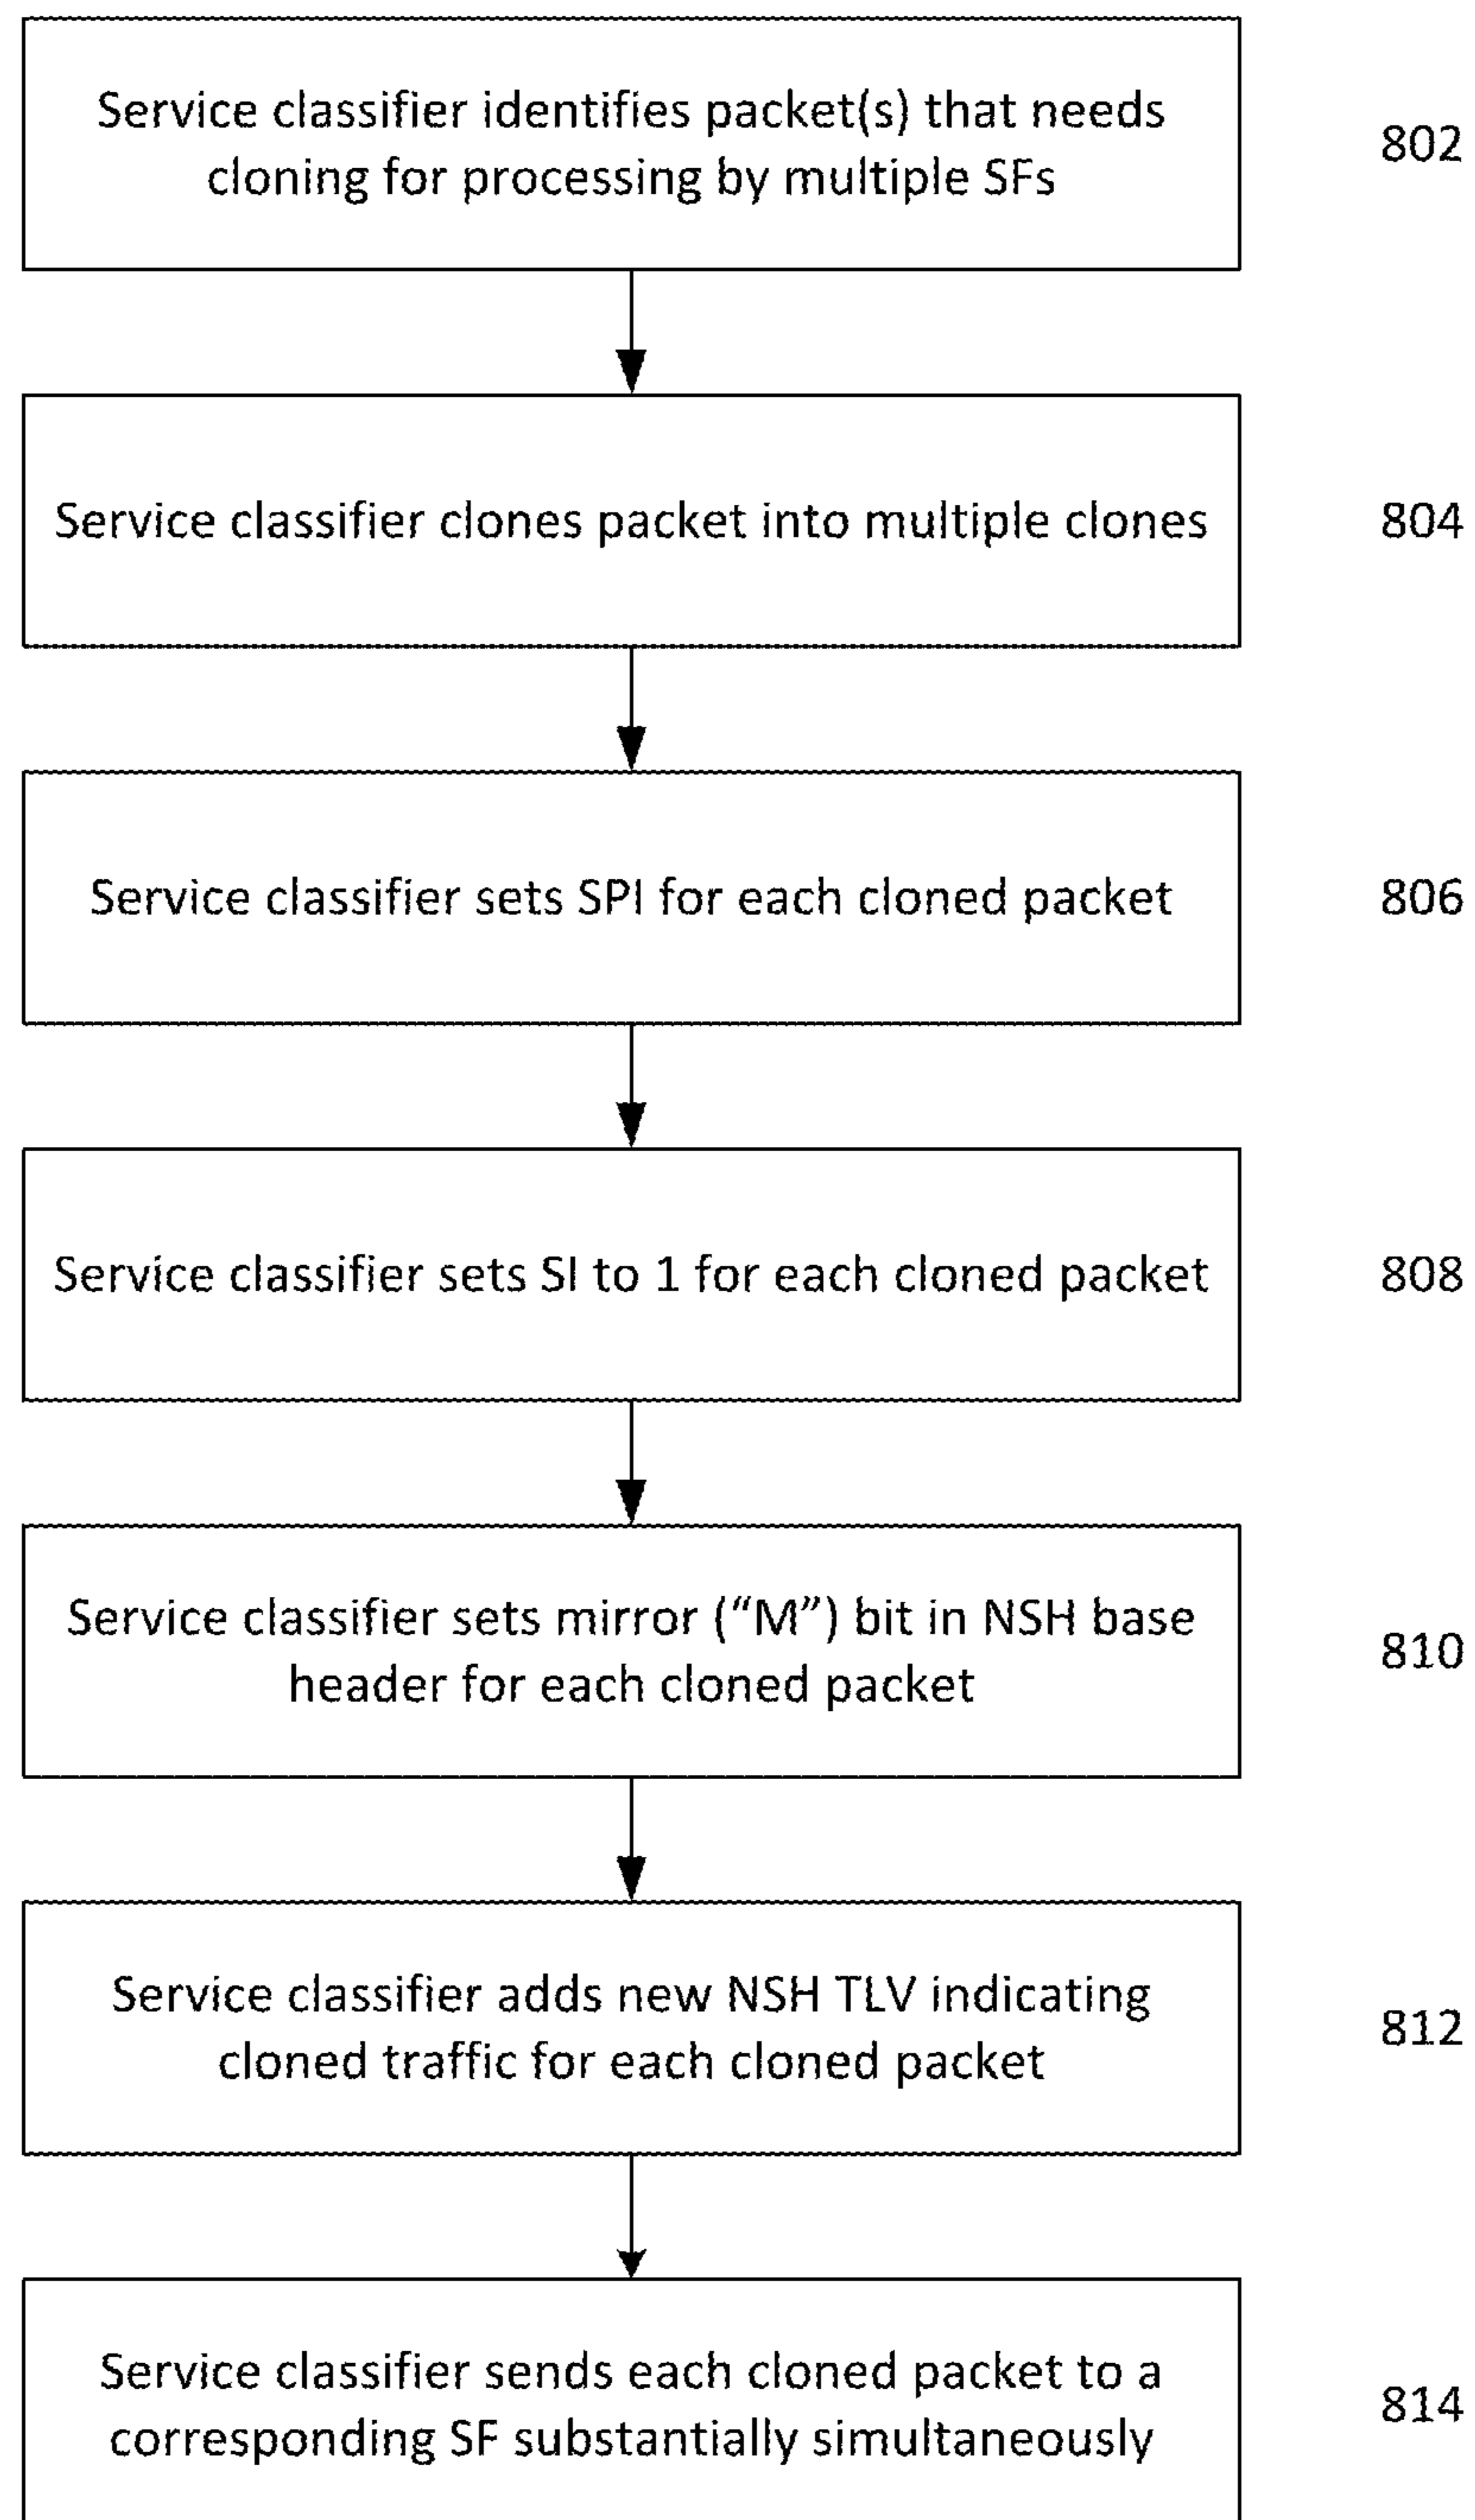 Service classifier identifies packet(s) that needs
cloning for processing by multiple SFs
802
Service classifier clones packet into multiple clones
804
Service classifier sets SPI for each cloned packet
806
Service classifier sets SI to 1 for each cloned packet
808
Service classifier sets mirror (“M”) bit in NSH base
header for each cloned packet
810
Service classifier adds new NSH TLV indicating
cloned traffic for each cloned packet
812
Service classifier sends each cloned packet to a
corresponding SF substantially simultaneously
814